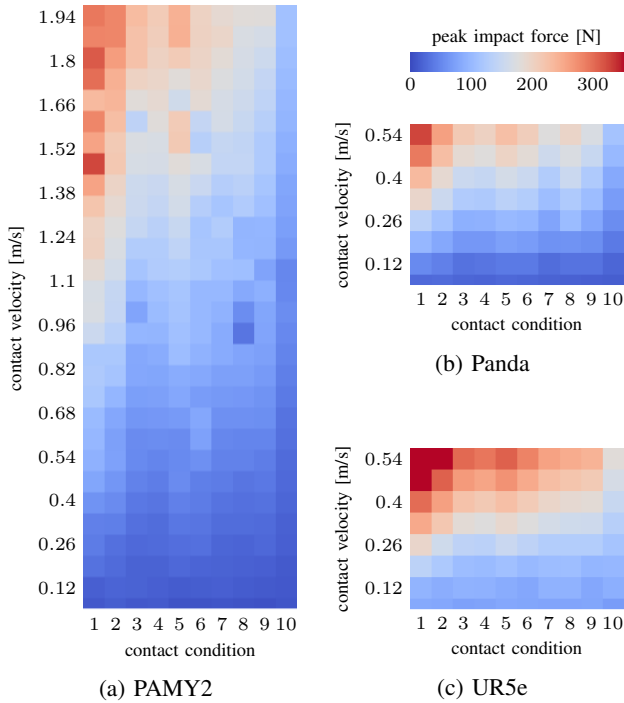 1.94
1.8
1.66
1.52
1.38
1.24
1.1
0.96
0.82
0.68
0.54
0.4
0.26
0.12
contact velocity [m/s]
1 2 3 4 5 6 7 8 9 10
contact condition
(a) PAMY2
peak impact force [N]
0 100 200 300
0.54
0.4
0.26
0.12
contact velocity [m/s]
1 2 3 4 5 6 7 8 9 10
contact condition
(b) Panda
0.54
0.4
0.26
0.12
contact velocity [m/s]
1 2 3 4 5 6 7 8 9 10
contact condition
(c) UR5e